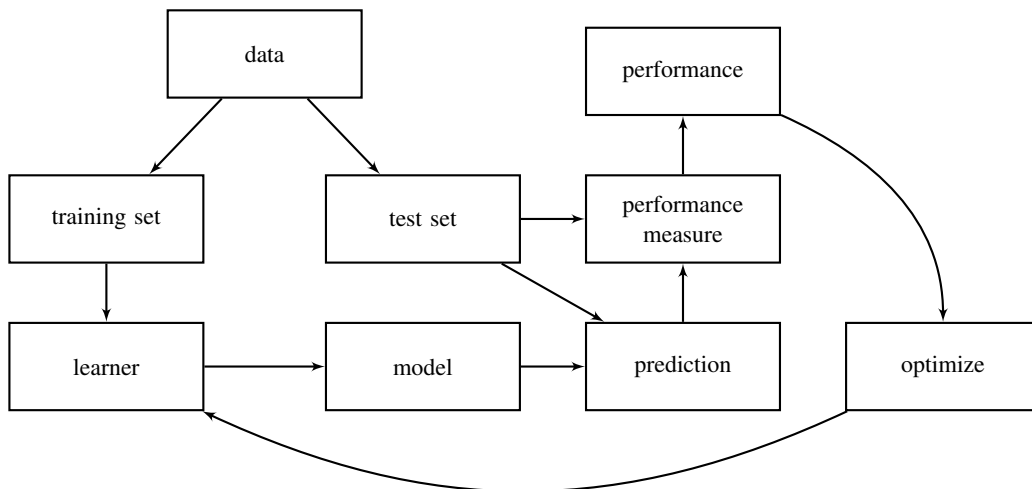 data
performance
training set
test set
performance
measure
learner
model
prediction
optimize